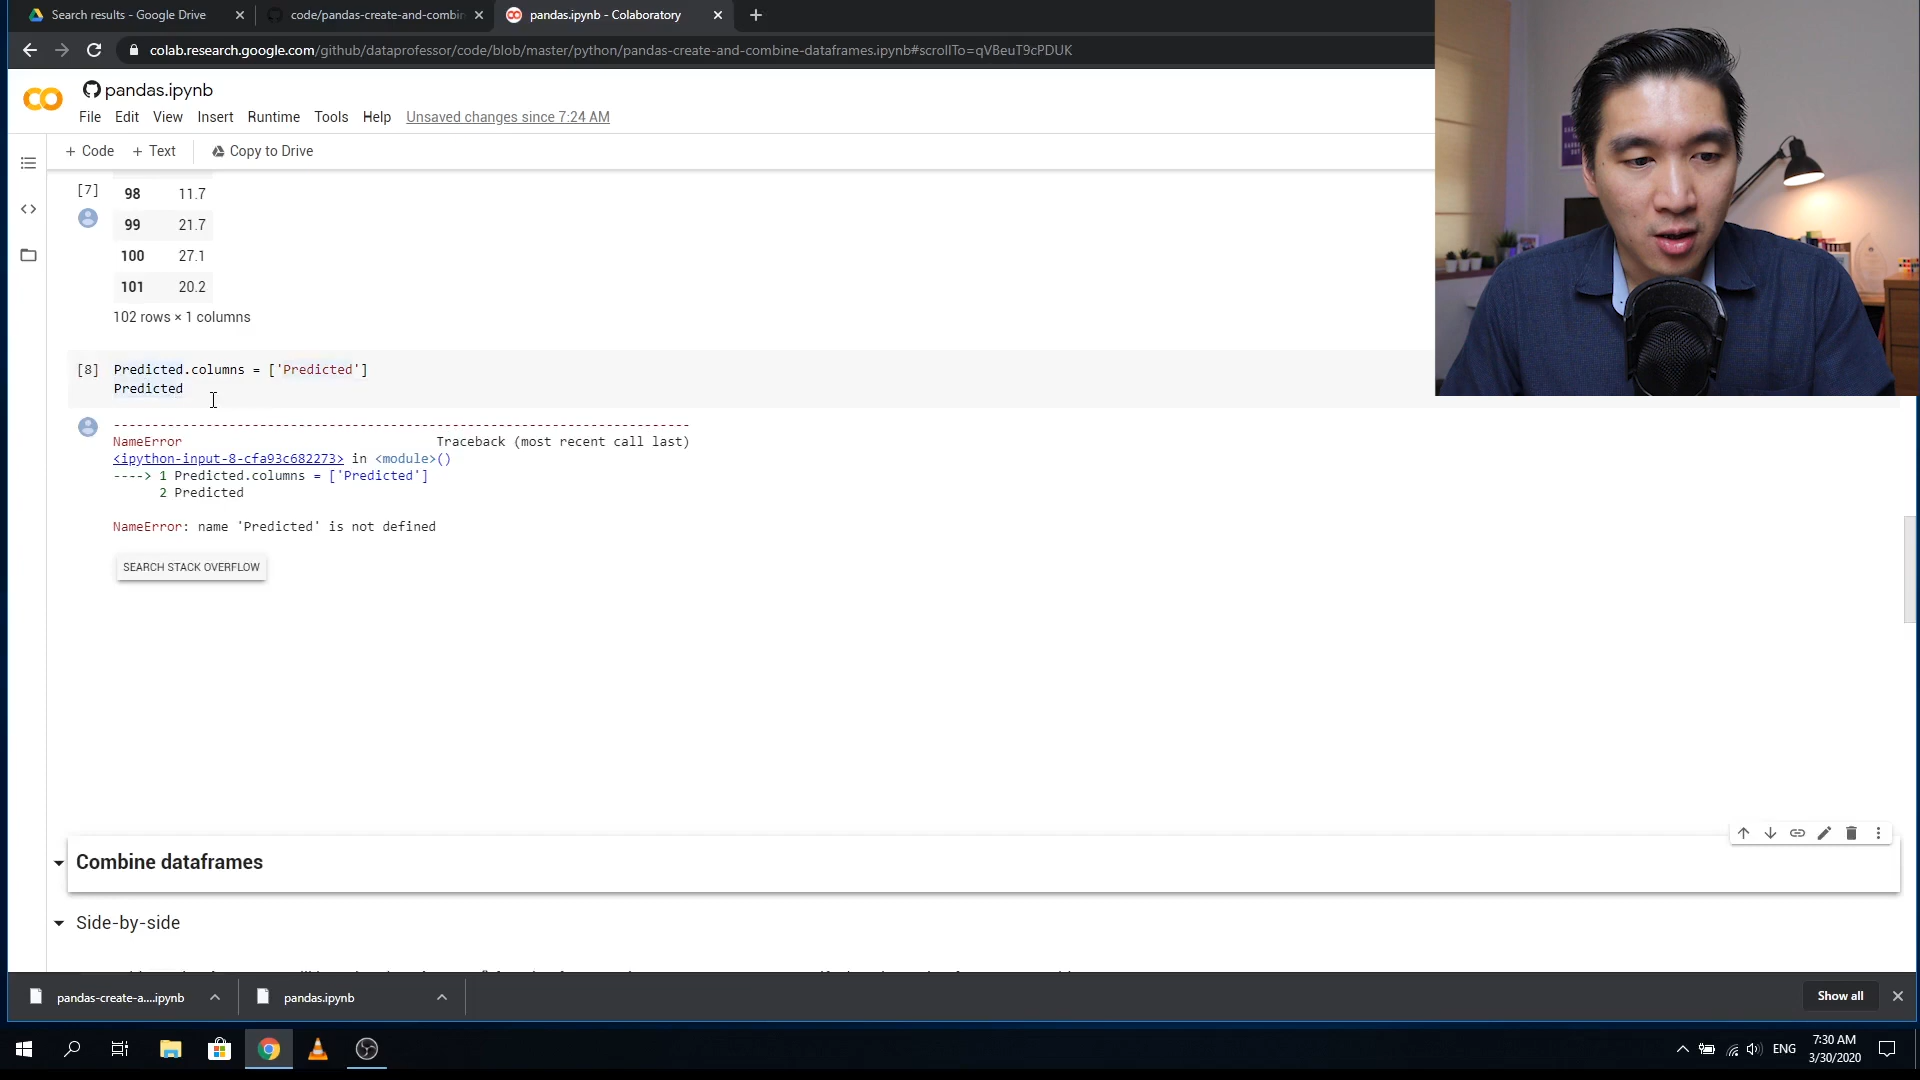 Search results - Google Drive
code/pandas-create-and-combin
pandas.ipynb - Colaboratory
colab.research.google.com/github/dataprofessor/code/blob/master/python/pandas-create-and-combine-dataframes.ipynb#scrollTo=qVBeuT9cPDUK
pandas.ipynb
File Edit View Insert Runtime Tools Help Unsaved changes since 7:24 AM
+ Code + Text Copy to Drive
[7] 98 11.7
99 21.7
100 27.1
101 20.2
102 rows × 1 columns
[8] Predicted.columns = ['Predicted']
Predicted
---------------------------------------------------------------------------
NameError Traceback (most recent call last)
<ipython-input-8-cfa93c682273> in <module>()
----> 1 Predicted.columns = ['Predicted']
2 Predicted
NameError: name 'Predicted' is not defined
SEARCH STACK OVERFLOW
Combine dataframes
Side-by-side
pandas-create-a....ipynb
pandas.ipynb
Show all
ENG
7:30 AM
3/30/2020